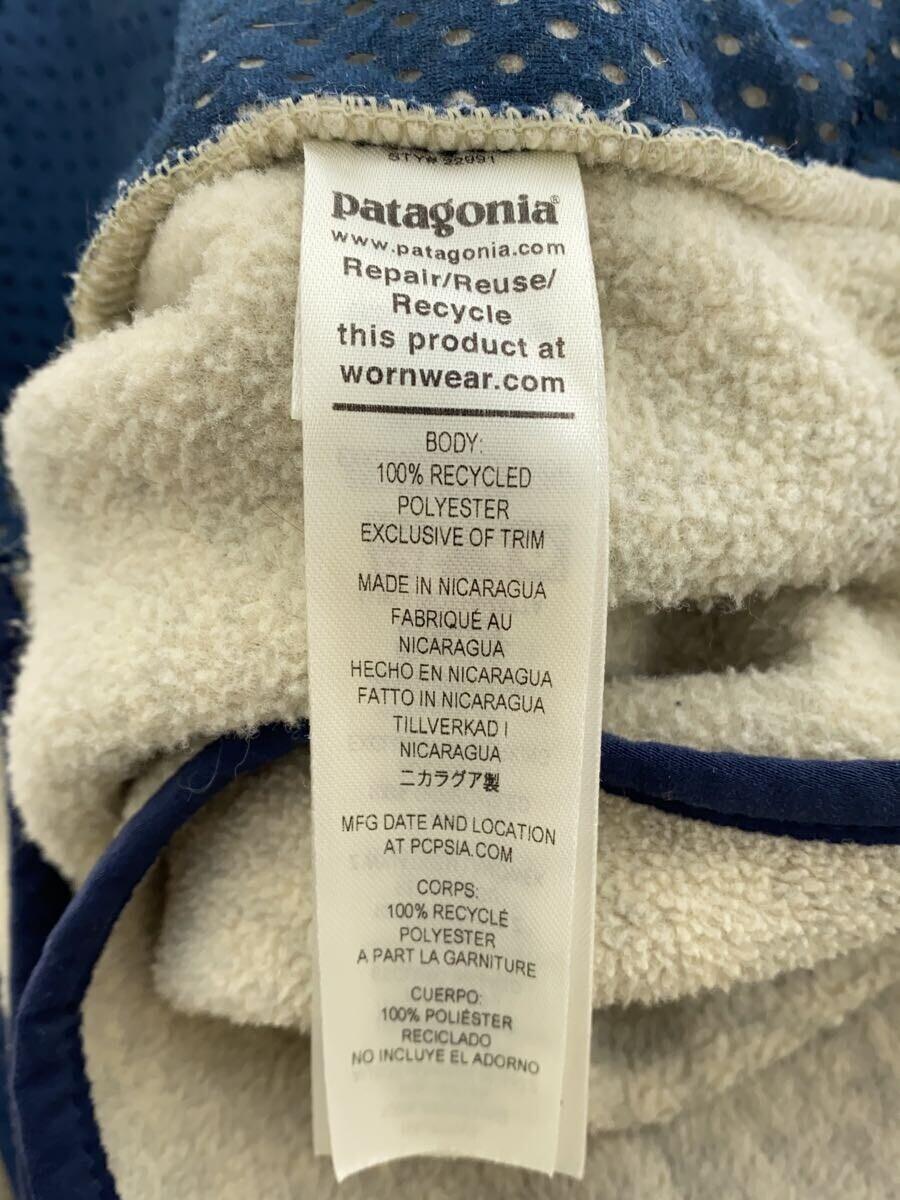 STY# 22991
patagonia®
www.patagonia.com
Repair/Reuse/
Recycle
this product at
wornwear.com
BODY:
100% RECYCLED
POLYESTER
EXCLUSIVE OF TRIM
MADE IN NICARAGUA
FABRIQUÉ AU
NICARAGUA
HECHO EN NICARAGUA
FATTO IN NICARAGUA
TILLVERKAD I
NICARAGUA
ニカラグア製
MFG DATE AND LOCATION
AT PCPSIA.COM
CORPS:
100% RECYCLÉ
POLYESTER
A PART LA GARNITURE
CUERPO:
100% POLIÉSTER
RECICLADO
NO INCLUYE EL ADORNO